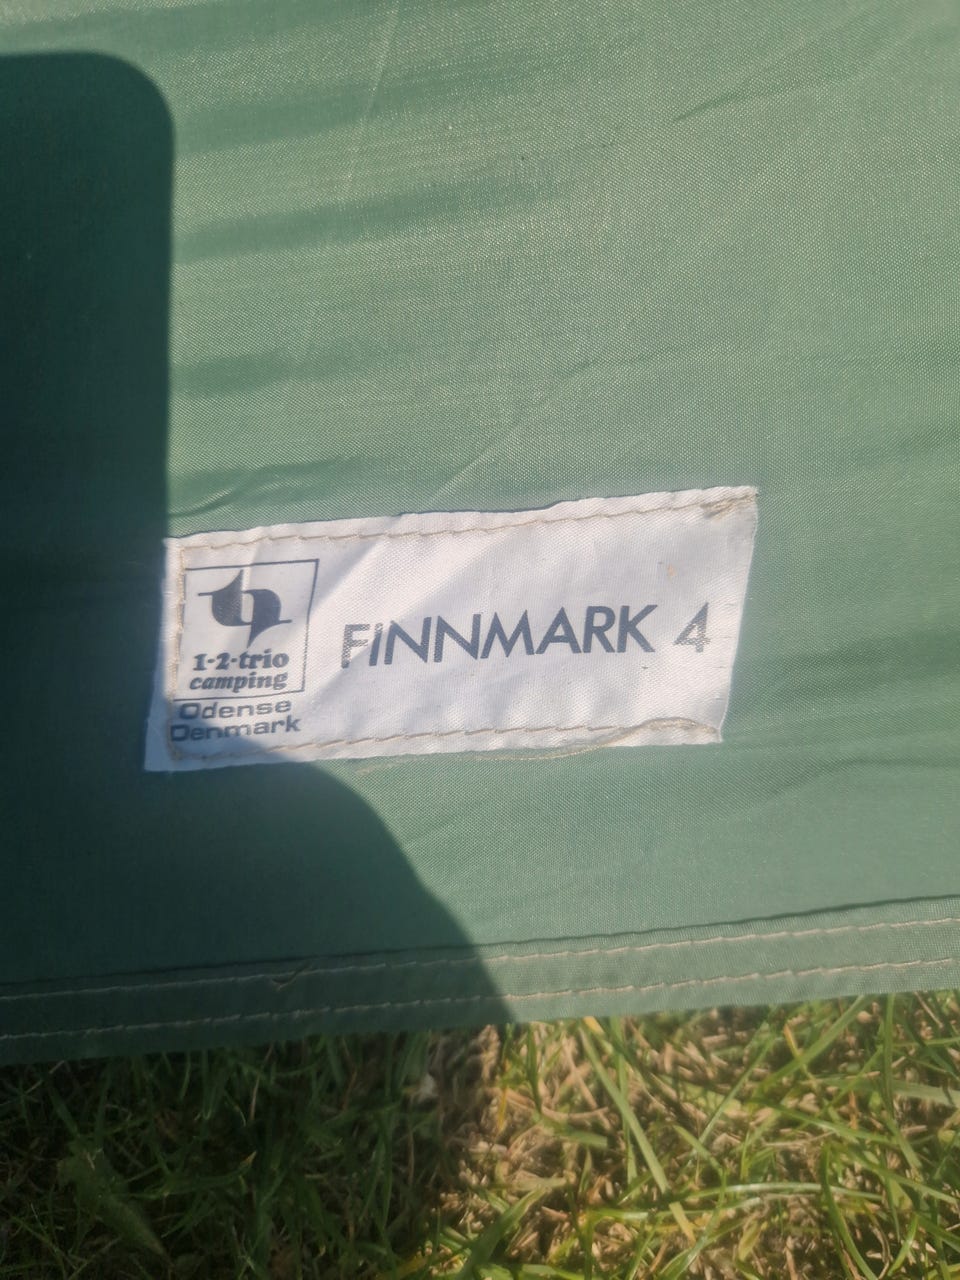 1-2-trio
camping
Odense
Denmark
FINNMARK 4